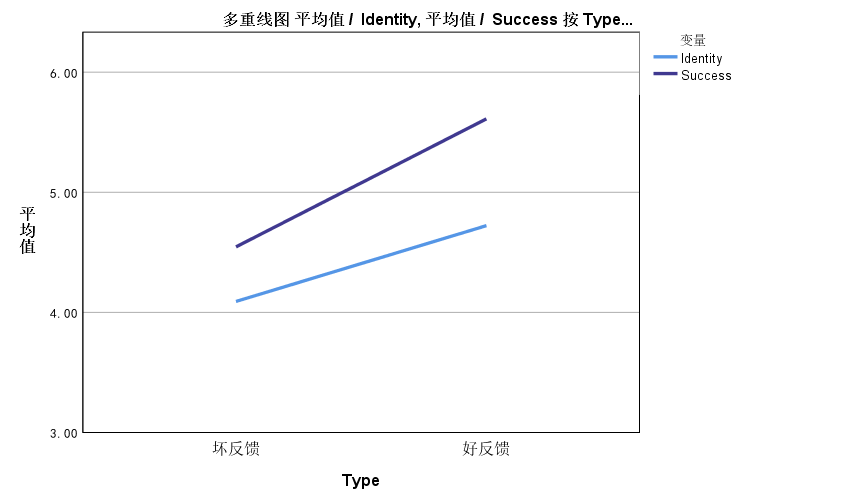 多重线图 平均值 / Identity, 平均值 / Success 按 Type...
变量
Identity
Success
6.00
5.00
4.00
3.00
平均值
坏反馈
好反馈
Type